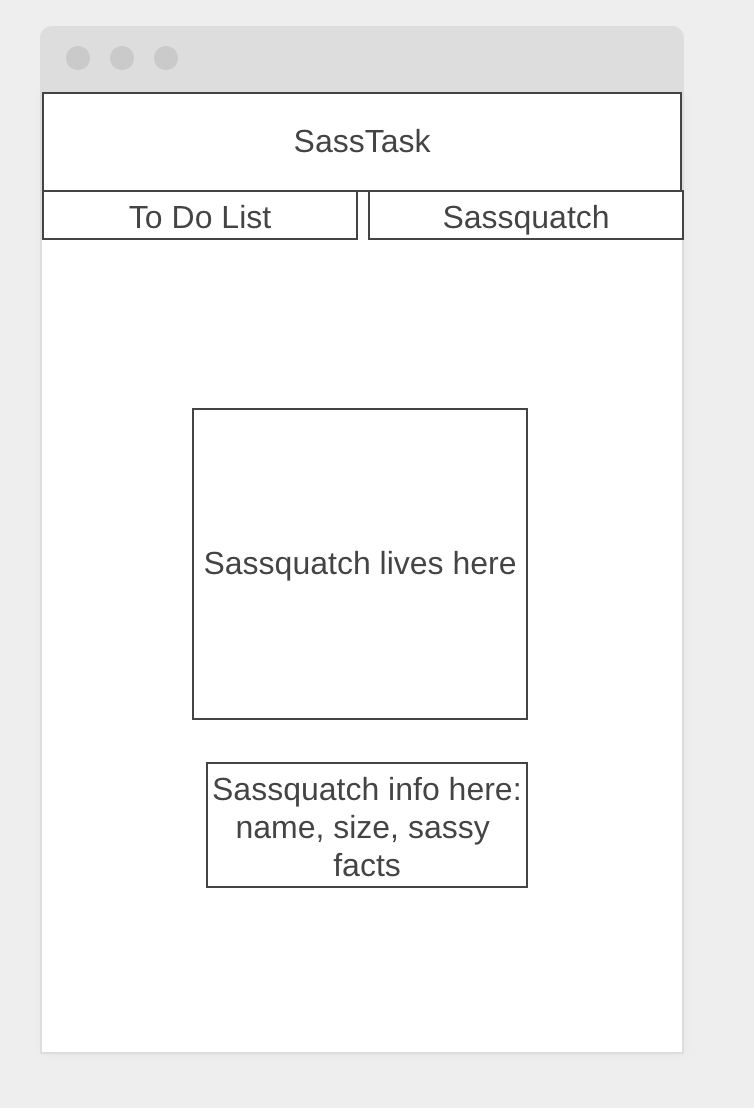 SassTask
To Do List
Sassquatch
Sassquatch lives here
Sassquatch info here:
name, size, sassy
facts